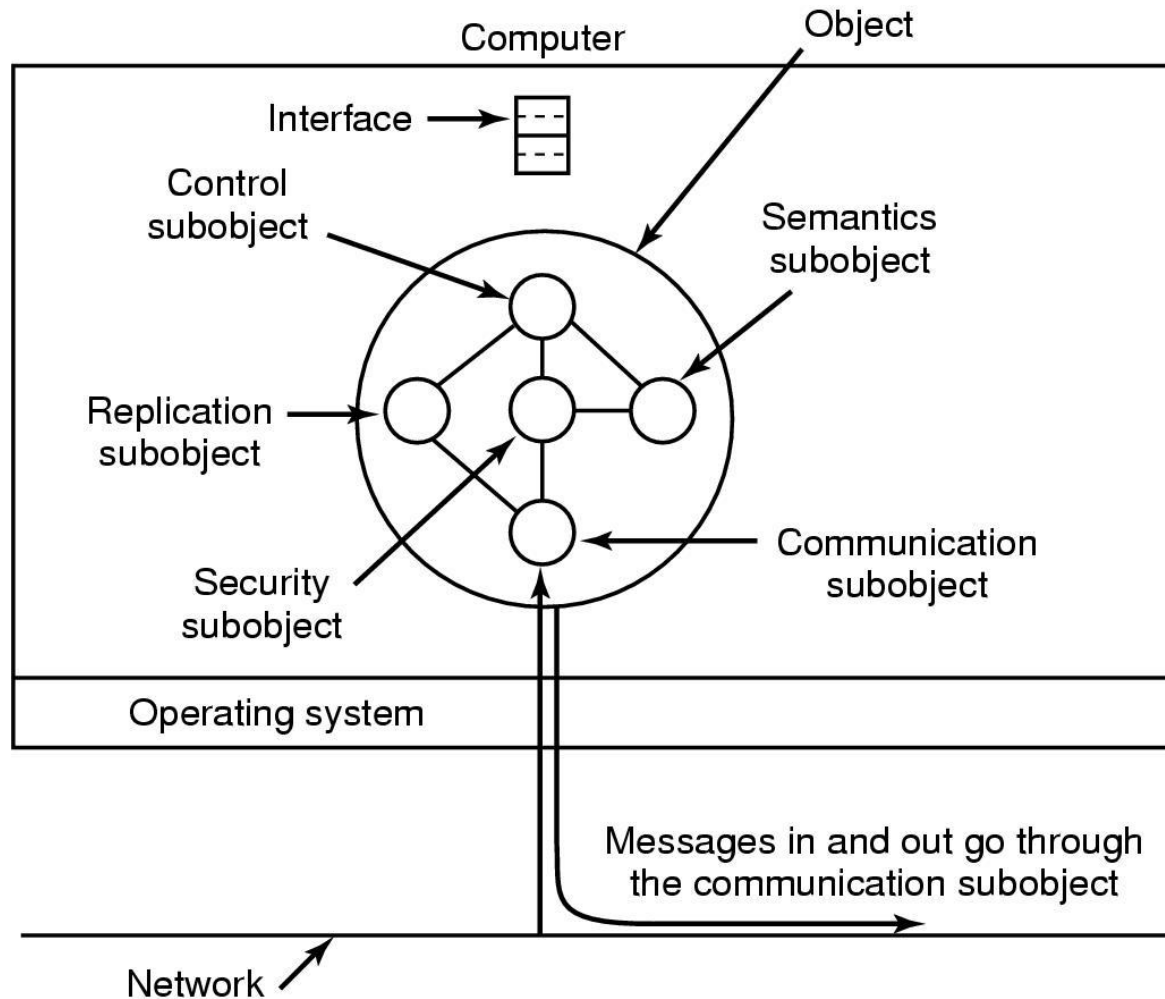 Computer
Object
Interface
Control
subobject
Semantics
subobject
Replication
subobject
Security
subobject
Communication
subobject
Operating system
Messages in and out go through
the communication subobject
Network